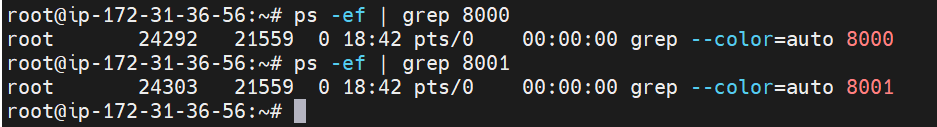 root@ip-172-31-36-56:~# ps -ef | grep 8000
root       24292   21559  0 18:42 pts/0    00:00:00 grep --color=auto 8000
root@ip-172-31-36-56:~# ps -ef | grep 8001
root       24303   21559  0 18:42 pts/0    00:00:00 grep --color=auto 8001
root@ip-172-31-36-56:~#